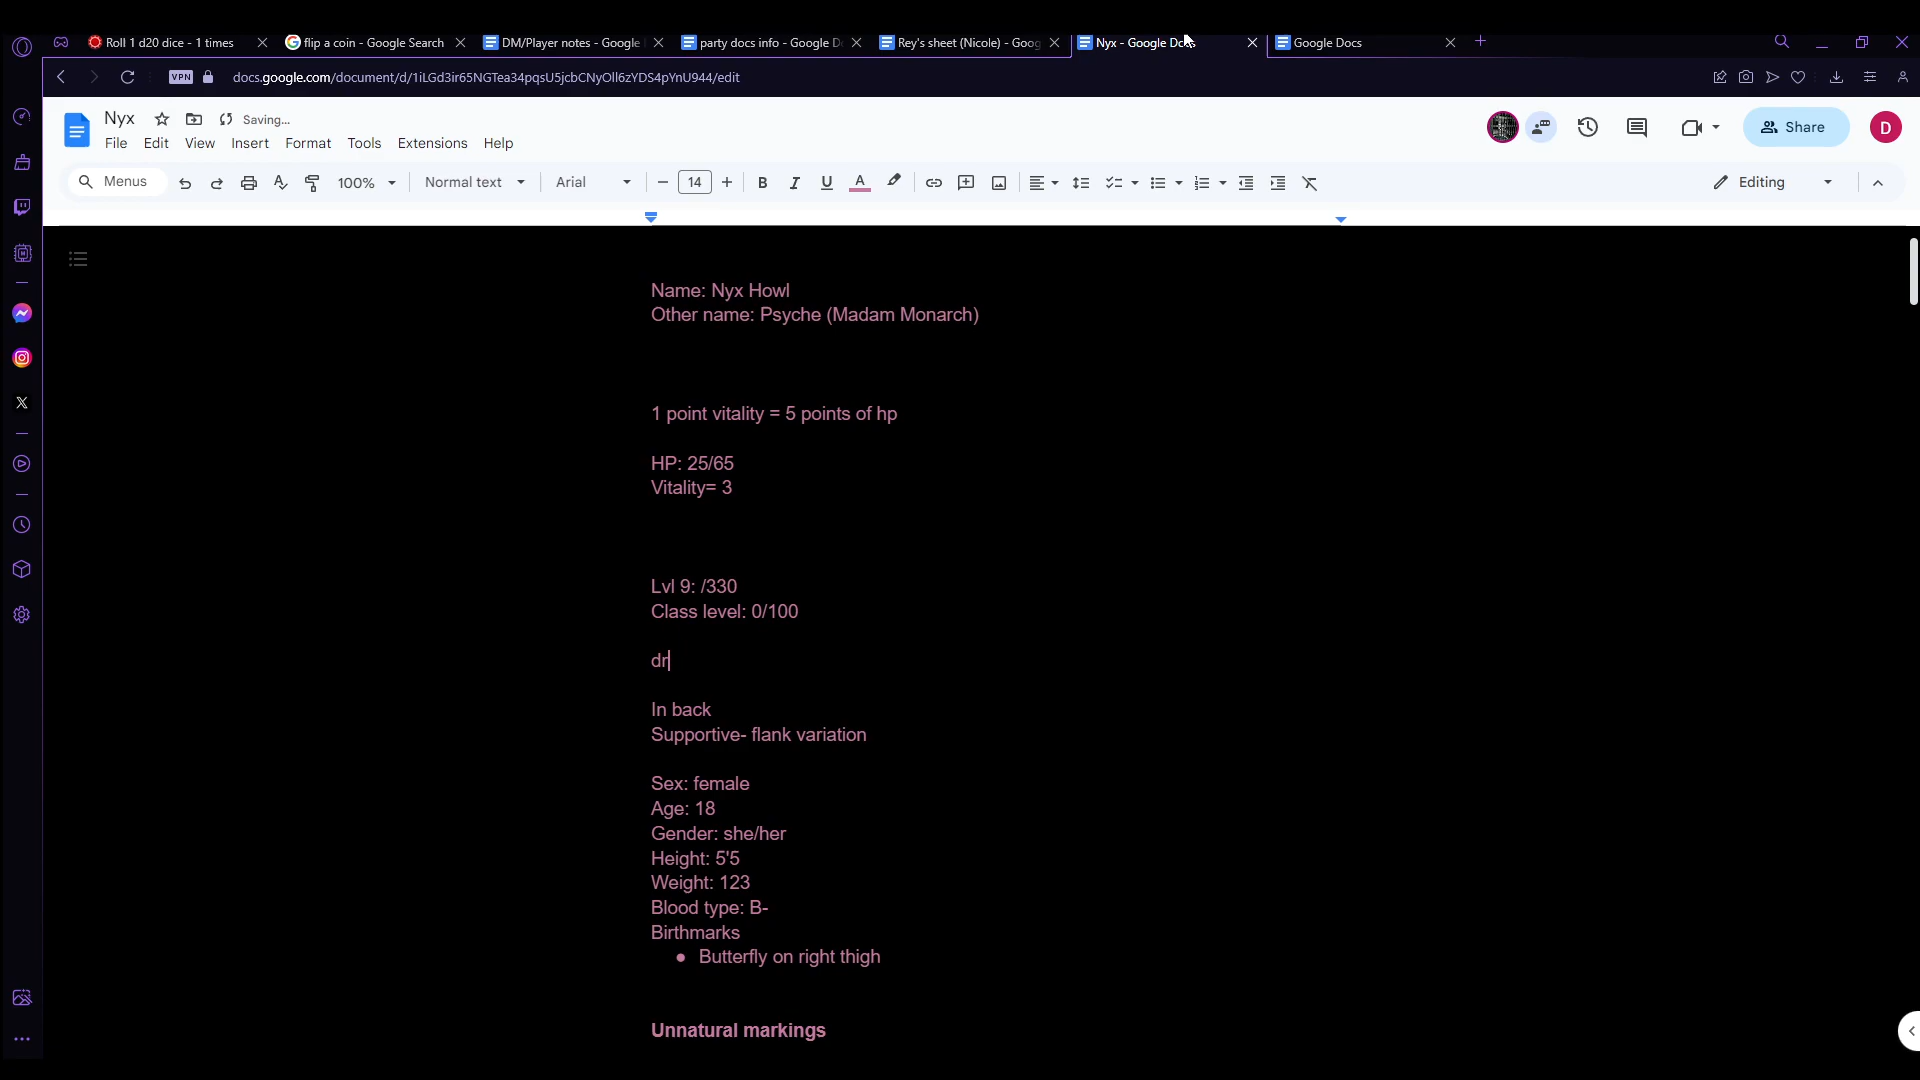 Roll 1 d20 dice - 1 times
flip a coin - Google Search
DM/Player notes - Google
party docs info - Google D
Rey's sheet (Nicole) - Goog
Nyx - Google Docs
Google Docs
VPN
docs.google.com/document/d/1iLGd3ir65NGTea34pqsU5jcbCNyOll6zYDS4pYnU944/edit
Nyx
Saving...
File Edit View Insert Format Tools Extensions Help
Share
D
Menus
100%
Normal text
Arial
14
B
I
U
A
Editing
Name: Nyx Howl
Other name: Psyche (Madam Monarch)
1 point vitality = 5 points of hp
HP: 25/65
Vitality= 3
Lvl 9: /330
Class level: 0/100
dr
In back
Supportive- flank variation
Sex: female
Age: 18
Gender: she/her
Height: 5'5
Weight: 123
Blood type: B-
Birthmarks
● Butterfly on right thigh
Unnatural markings